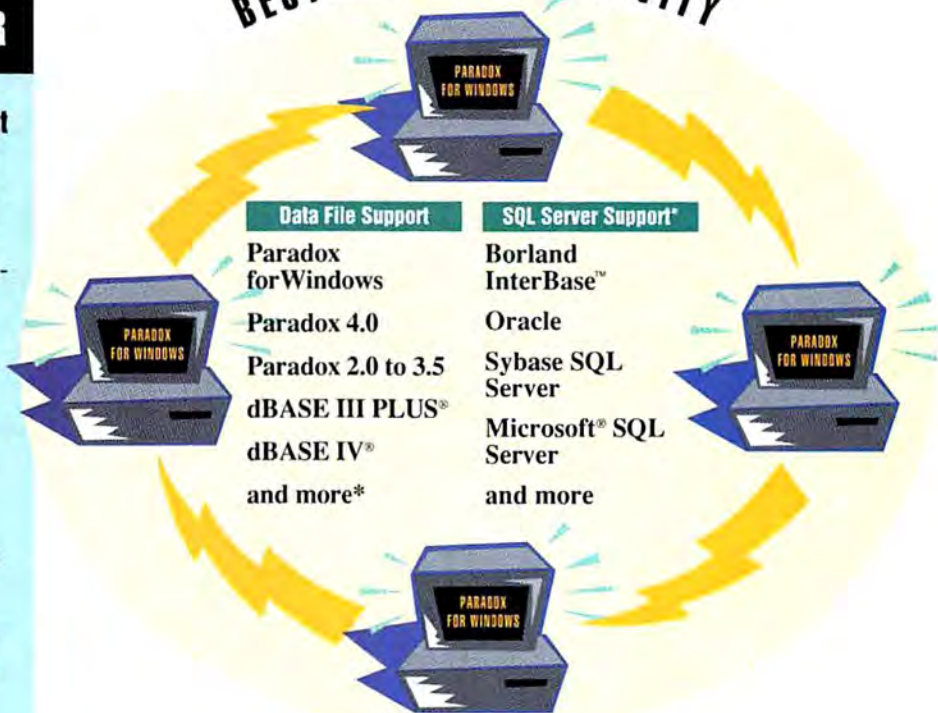 PARADOX
FOR WINDOWS
Data File Support
Paradox
forWindows
Paradox 4.0
Paradox 2.0 to 3.5
dBASE III PLUS®
dBASE IV®
and more*
SQL Server Support*
Borland
InterBase™
Oracle
Sybase SQL
Server
Microsoft® SQL
Server
and more
PARADOX
FOR WINDOWS
PARADOX
FOR WINDOWS
PARADOX
FOR WINDOWS